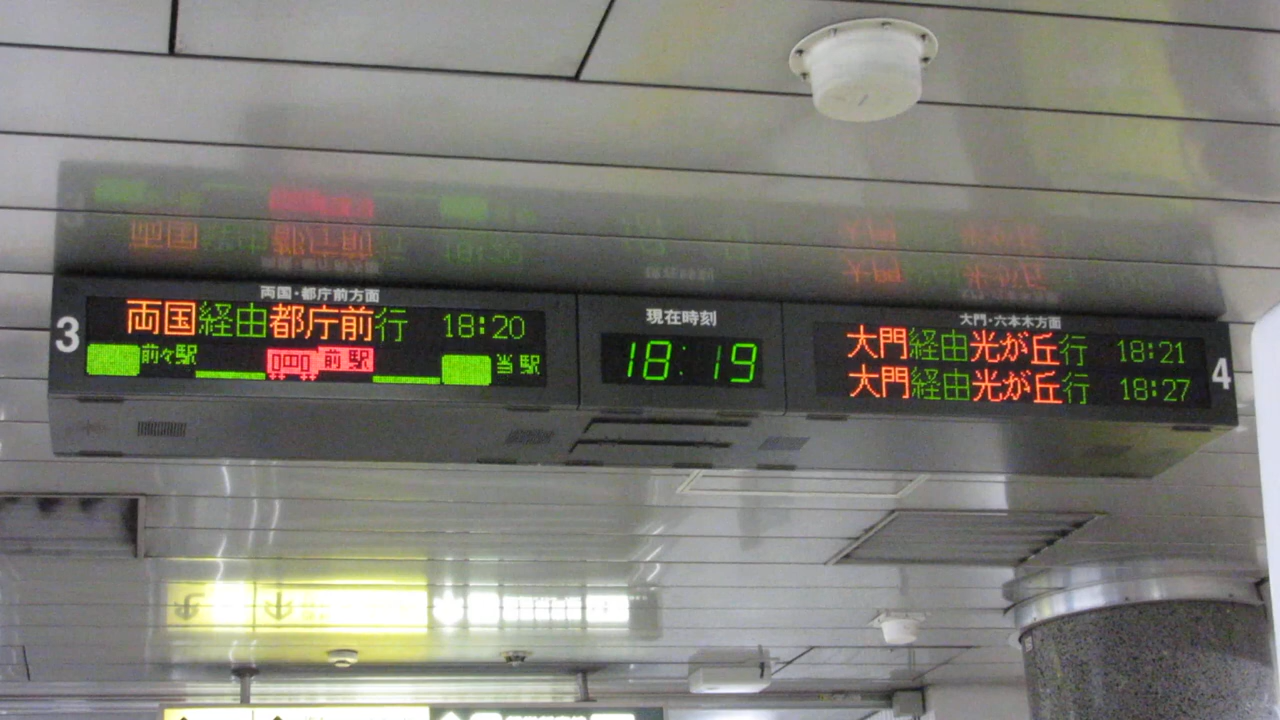 3
両国・都庁前方面
両国経由都庁前行 18:20
前々駅 前駅 当駅
現在時刻
18:19
大門・六本木方面
大門経由光が丘行 18:21
大門経由光が丘行 18:27
4